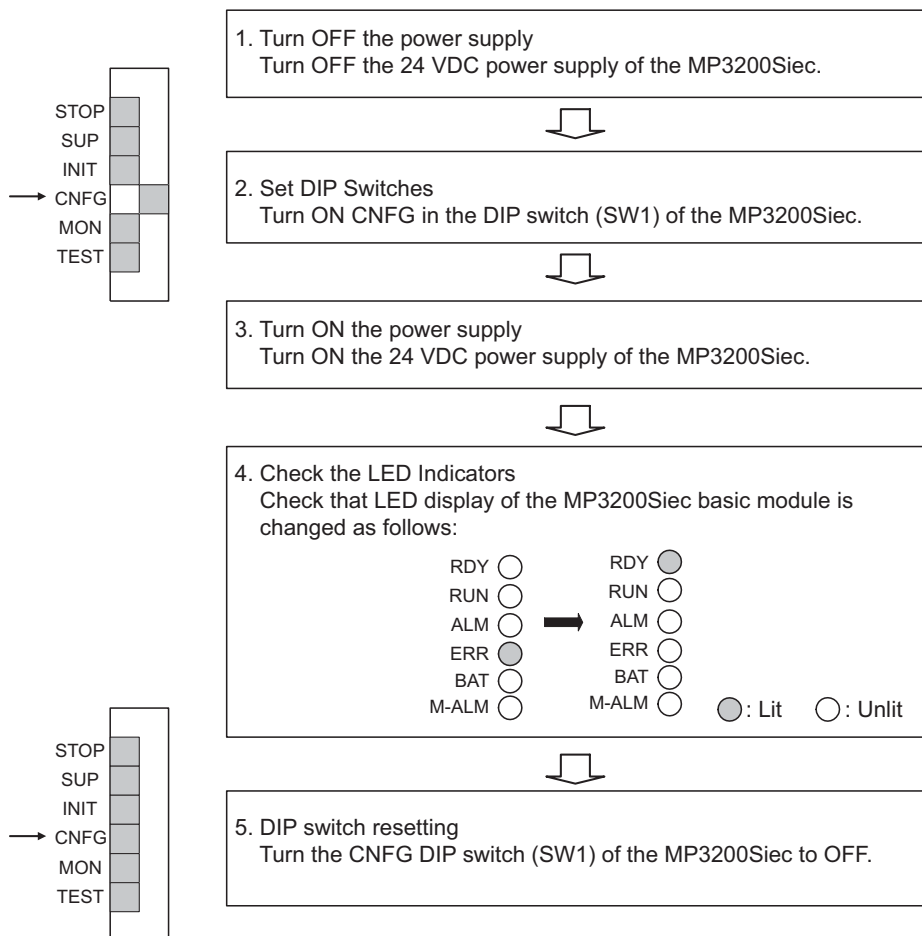 1. Turn OFF the power supply
Turn OFF the 24 VDC power supply of the MP3200Siec.
STOP
SUP
INIT
CNFG
MON
TEST
2. Set DIP Switches
Turn ON CNFG in the DIP switch (SW1) of the MP3200Siec.
3. Turn ON the power supply
Turn ON the 24 VDC power supply of the MP3200Siec.
4. Check the LED Indicators
Check that LED display of the MP3200Siec basic module is
changed as follows:
RDY
RUN
ALM
ERR
BAT
M-ALM
RDY
RUN
ALM
ERR
BAT
M-ALM
: Lit
: Unlit
STOP
SUP
INIT
CNFG
MON
TEST
5. DIP switch resetting
Turn the CNFG DIP switch (SW1) of the MP3200Siec to OFF.